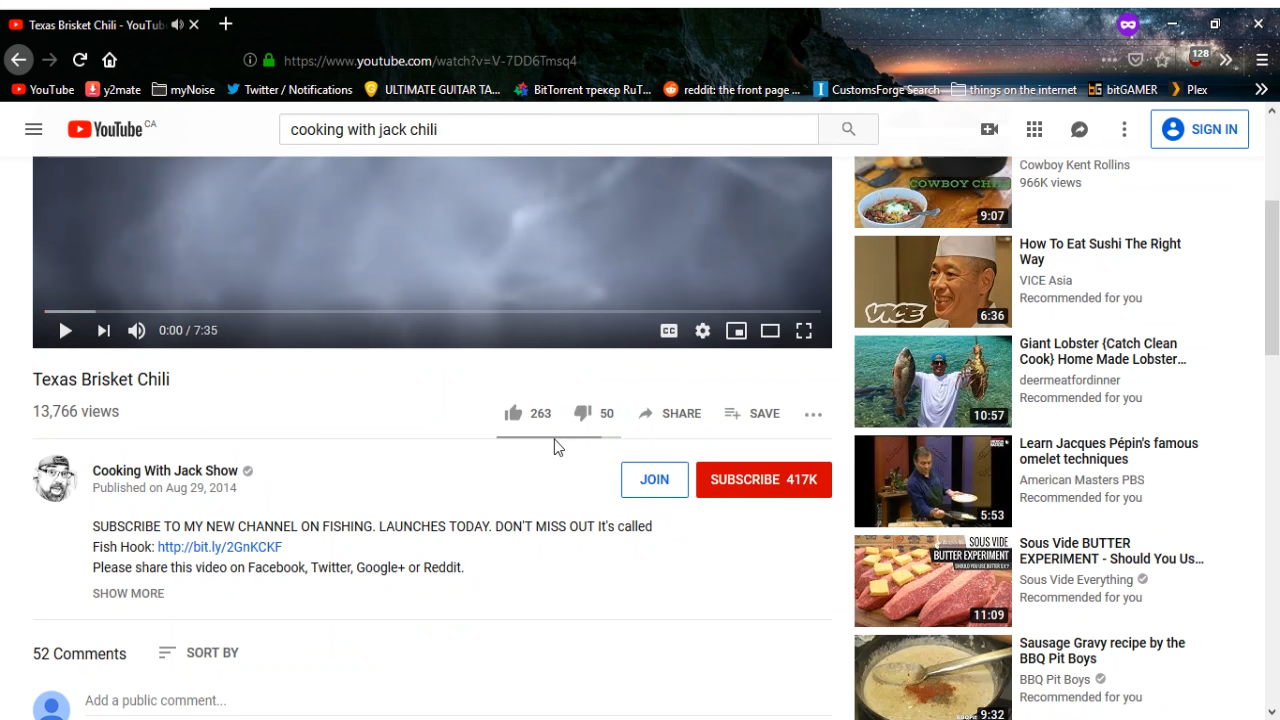 Texas Brisket Chili - YouTub
https://www.youtube.com/watch?v=V-7DD6Tmsq4
128
YouTube
y2mate
myNoise
Twitter / Notifications
ULTIMATE GUITAR TA...
BitTorrent трекер RuT...
reddit: the front page ...
CustomsForge Search
things on the internet
bitGAMER
Plex
YouTube CA
cooking with jack chili
SIGN IN
0:00 / 7:35
CC
Texas Brisket Chili
13,766 views
263
50
SHARE
SAVE
Cooking With Jack Show
Published on Aug 29, 2014
JOIN
SUBSCRIBE 417K
SUBSCRIBE TO MY NEW CHANNEL ON FISHING. LAUNCHES TODAY. DON'T MISS OUT It's called
Fish Hook: http://bit.ly/2GnKCKF
Please share this video on Facebook, Twitter, Google+ or Reddit.
SHOW MORE
52 Comments
SORT BY
Add a public comment...
COWBOY CHILI
9:07
Cowboy Kent Rollins
966K views
VICE
6:36
How To Eat Sushi The Right
Way
VICE Asia
Recommended for you
10:57
Giant Lobster {Catch Clean
Cook} Home Made Lobster...
deermeatfordinner
Recommended for you
5:53
Learn Jacques Pépin's famous
omelet techniques
American Masters PBS
Recommended for you
SOUS VIDE
BUTTER EXPERIMENT
11:09
Sous Vide BUTTER
EXPERIMENT - Should You Us...
Sous Vide Everything
Recommended for you
9:32
Sausage Gravy recipe by the
BBQ Pit Boys
BBQ Pit Boys
Recommended for you